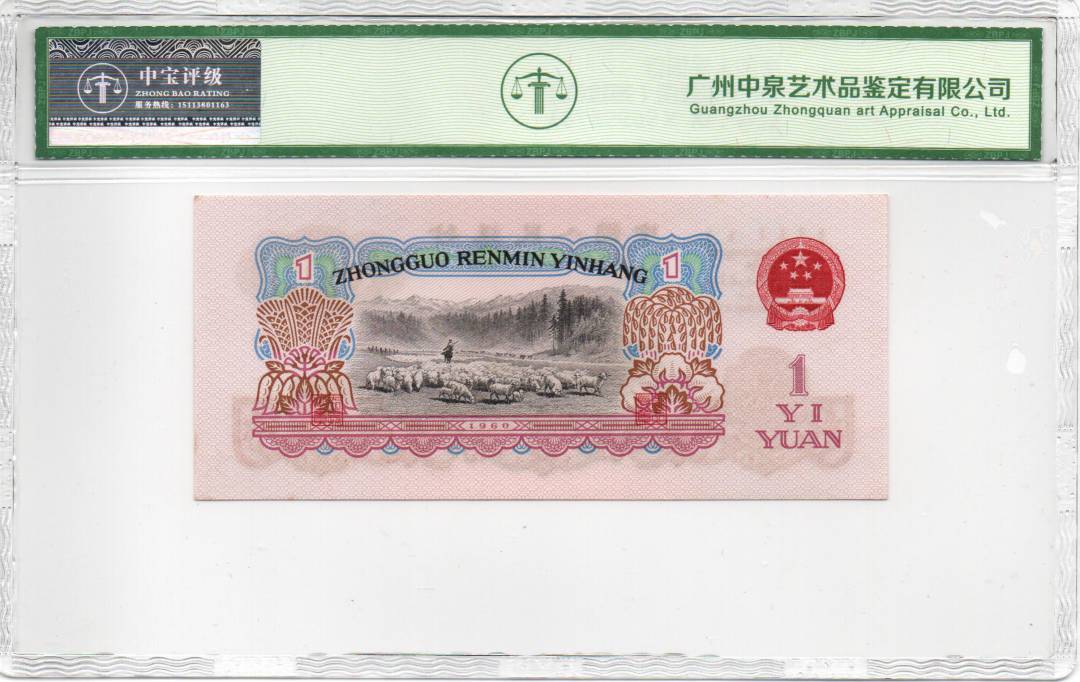 中宝评级
ZHONG BAO RATING
服务热线：15113801163
广州中泉艺术品鉴定有限公司
Guangzhou Zhongquan art Appraisal Co., Ltd.
ZHONGGUO RENMIN YINHANG
1
1
1960
1
YI
YUAN